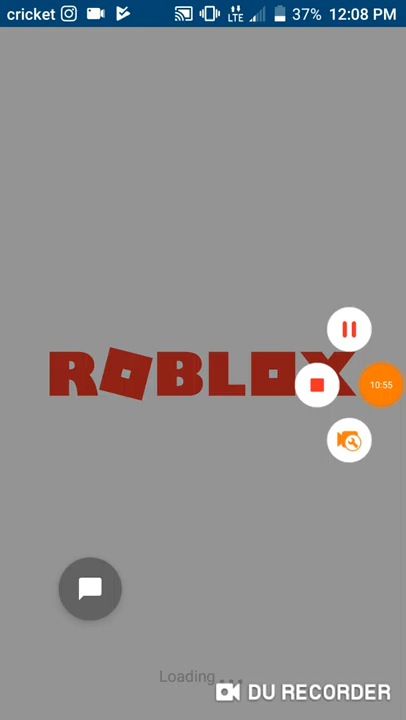 cricket 37% 12:08 PM
LTE
ROBLOX
10:55
Loading...
DU RECORDER